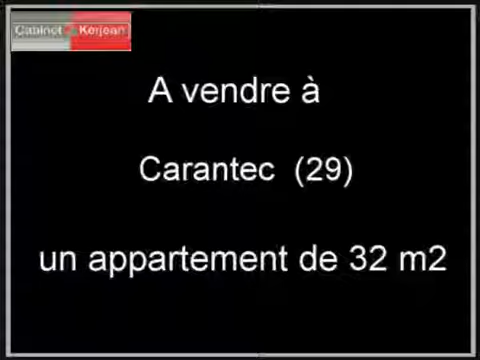 Cabinet Kerjean
A vendre à
Carantec (29)
un appartement de 32 m2